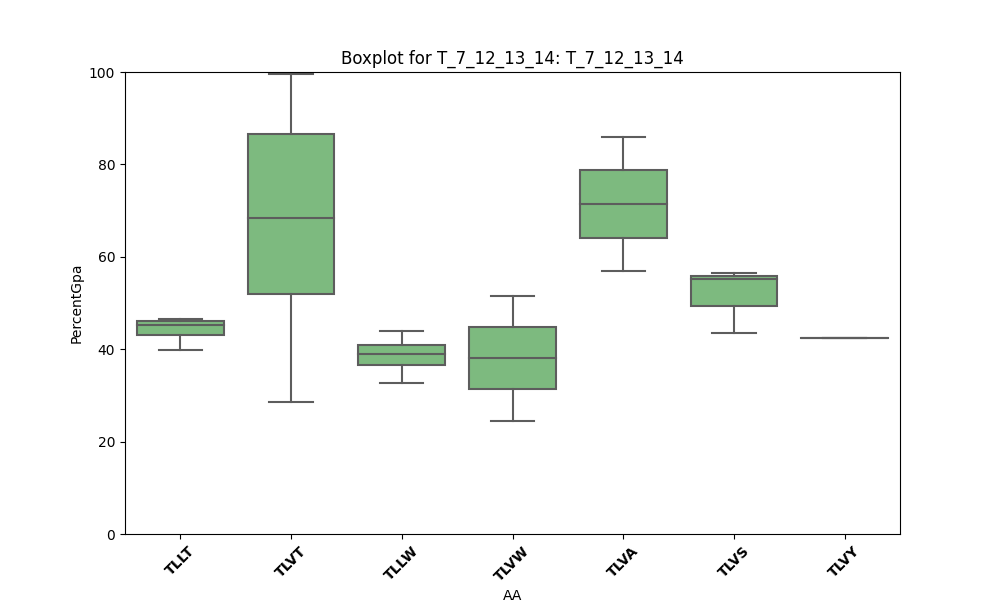 Boxplot for T_7_12_13_14: T_7_12_13_14
100
80
60
40
20
0
PercentGpa
TLLT TLVT TLLW TLVW TLVA TLVS TLVY
AA